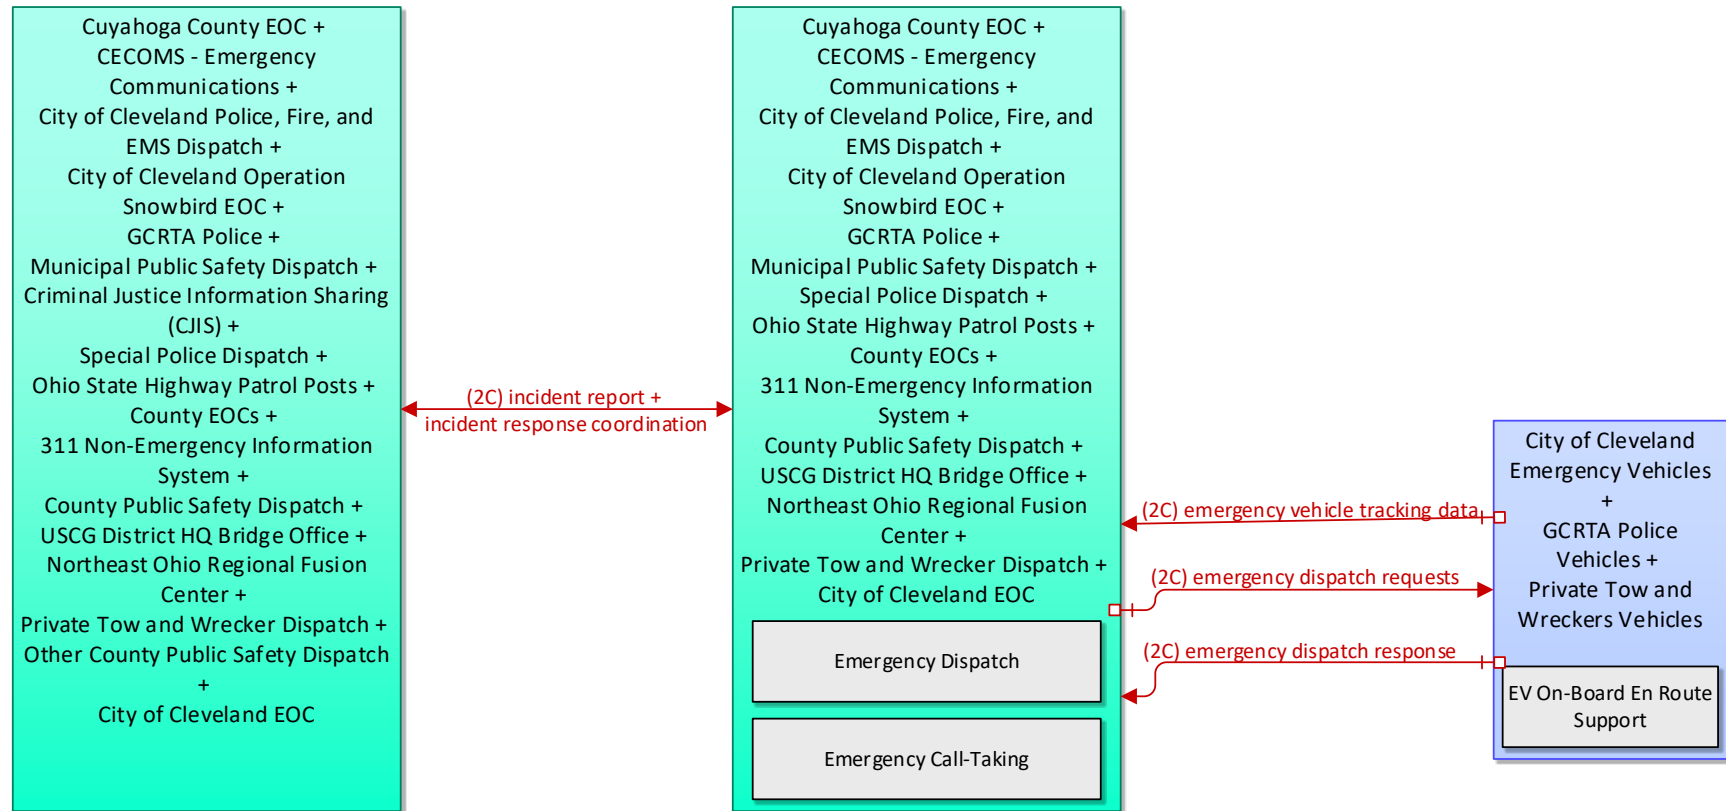 Cuyahoga County EOC +
CECOMS - Emergency
Communications +
City of Cleveland Police, Fire, and
EMS Dispatch +
City of Cleveland Operation
Snowbird EOC +
GCRTA Police +
Municipal Public Safety Dispatch +
Criminal Justice Information Sharing
(CJIS) +
Special Police Dispatch +
Ohio State Highway Patrol Posts +
County EOCs +
311 Non-Emergency Information
System +
County Public Safety Dispatch +
USCG District HQ Bridge Office +
Northeast Ohio Regional Fusion
Center +
Private Tow and Wrecker Dispatch +
Other County Public Safety Dispatch
+
City of Cleveland EOC
(2C) incident report +
incident response coordination
Cuyahoga County EOC +
CECOMS - Emergency
Communications +
City of Cleveland Police, Fire, and
EMS Dispatch +
City of Cleveland Operation
Snowbird EOC +
GCRTA Police +
Municipal Public Safety Dispatch +
Special Police Dispatch +
Ohio State Highway Patrol Posts +
County EOCs +
311 Non-Emergency Information
System +
County Public Safety Dispatch +
USCG District HQ Bridge Office +
Northeast Ohio Regional Fusion
Center +
Private Tow and Wrecker Dispatch +
City of Cleveland EOC
Emergency Dispatch
Emergency Call-Taking
(2C) emergency vehicle tracking data
(2C) emergency dispatch requests
(2C) emergency dispatch response
City of Cleveland
Emergency Vehicles
+
GCRTA Police
Vehicles +
Private Tow and
Wreckers Vehicles
EV On-Board En Route
Support